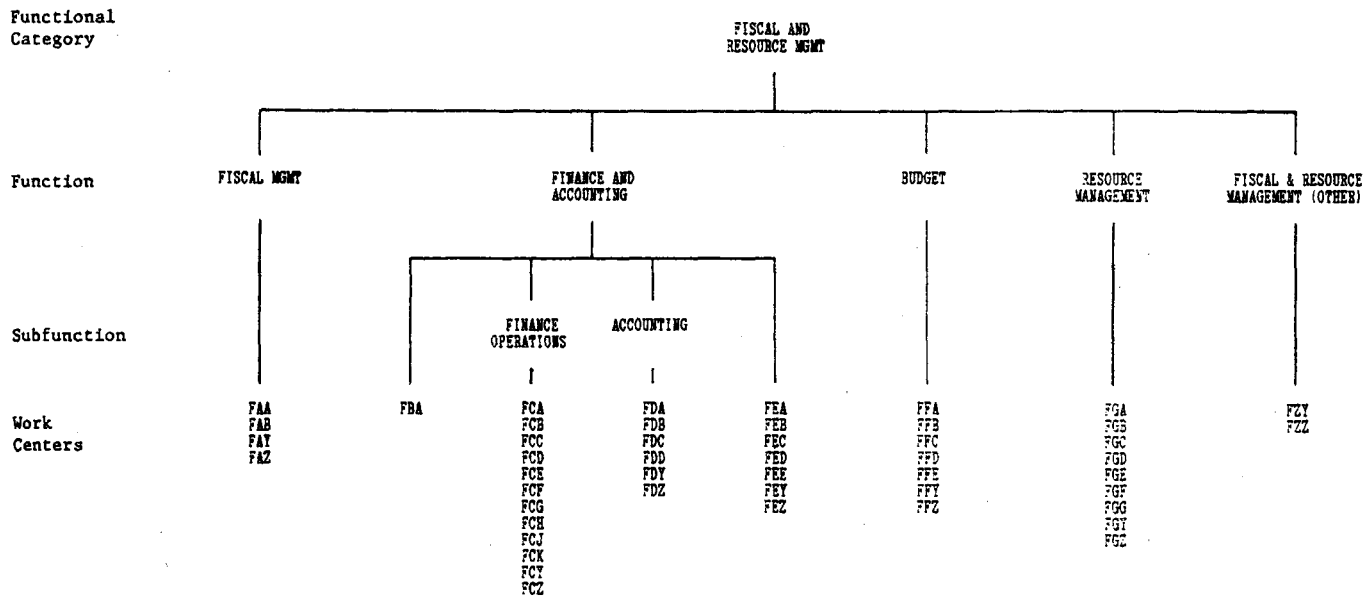 Functional
Category
FISCAL AND
RESOURCE MGMT
Function
FISCAL MGMT
FINANCE AND
ACCOUNTING
BUDGET
RESOURCE
MANAGEMENT
FISCAL & RESOURCE
MANAGEMENT (OTHER)
Subfunction
FINANCE
OPERATIONS
ACCOUNTING
Work
Centers
FAA
FAB
FAY
FAZ
FBA
FCA
FCB
FCC
FCD
FCE
FCF
FCG
FCH
FCJ
FCK
FCY
FCZ
FDA
FDB
FDC
FDD
FDY
FDZ
FEA
FEB
FEC
FED
FEE
FEY
FEZ
FFA
FFB
FFC
FFD
FFE
FFY
FFZ
FGA
FGB
FGC
FGD
FGE
FGF
FGG
FGY
FGZ
FZY
FZZ